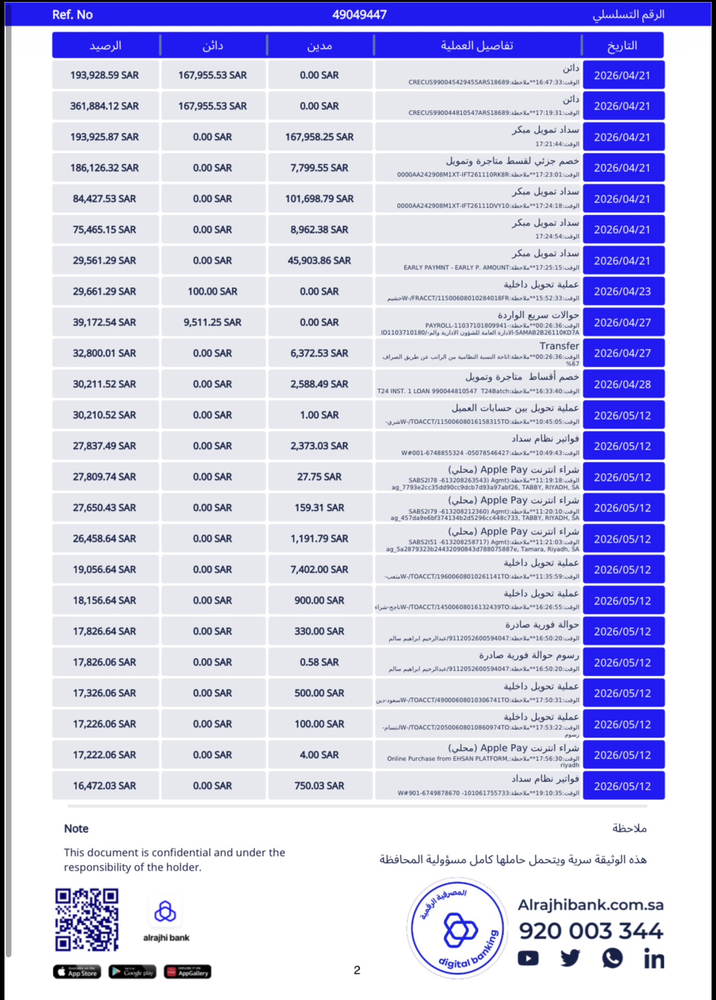 الرقم التسلسلي 49049447 Ref. No
التاريخ تفاصيل العملية مدين دائن الرصيد
2026/04/21 دائن 0.00 SAR 167,955.53 SAR 193,928.59 SAR
الوقت:16:47:33**ملاحظة:CRECUS990045429455ARS18689
2026/04/21 دائن 0.00 SAR 167,955.53 SAR 361,884.12 SAR
الوقت:17:19:31**ملاحظة:CRECUS990044810547ARS18689
2026/04/21 سداد تمويل مبكر 167,958.25 SAR 0.00 SAR 193,925.87 SAR
الوقت:17:21:44
2026/04/21 خصم جزئي لقسط متاجرة وتمويل 7,799.55 SAR 0.00 SAR 186,126.32 SAR
الوقت:17:23:01**ملاحظة:0000AA242908M1XT-IFT261110RK8R
2026/04/21 سداد تمويل مبكر 101,698.79 SAR 0.00 SAR 84,427.53 SAR
الوقت:17:24:18**ملاحظة:0000AA242908M1XT-IFT26111DVY10
2026/04/21 سداد تمويل مبكر 8,962.38 SAR 0.00 SAR 75,465.15 SAR
الوقت:17:24:54
2026/04/21 سداد تمويل مبكر 45,903.86 SAR 0.00 SAR 29,561.29 SAR
الوقت:17:25:15**ملاحظة:EARLY PAYMNT - EARLY P. AMOUNT
2026/04/23 عملية تحويل داخلية 0.00 SAR 100.00 SAR 29,661.29 SAR
الوقت:15:52:33**ملاحظة:W-/FRACCT/11500608010284018FRحشيم
2026/04/27 حوالات سريع الواردة 0.00 SAR 9,511.25 SAR 39,172.54 SAR
الوقت:00:26:36**ملاحظة:PAYROLL-11037101809941-
SAMAB2B26110KD7A-الادارة العامة للشؤون الادارية والم-/ID1103710180
2026/04/27 Transfer 6,372.53 SAR 0.00 SAR 32,800.01 SAR
الوقت:00:26:36**ملاحظة:اتاحة النسبة النظامية من الراتب عن طريق الصراف
67%
2026/04/28 خصم أقساط متاجرة وتمويل 2,588.49 SAR 0.00 SAR 30,211.52 SAR
الوقت:16:33:40**ملاحظة:T24 INST. 1 LOAN 990044810547 T24Batch
2026/05/12 عملية تحويل بين حسابات العميل 1.00 SAR 0.00 SAR 30,210.52 SAR
الوقت:10:45:05**ملاحظة:W-/TOACCT/11500608016158315TOشري-
2026/05/12 فواتير نظام سداد 2,373.03 SAR 0.00 SAR 27,837.49 SAR
الوقت:10:49:43**ملاحظة:W#001-6748855324 -05078546427
2026/05/12 شراء انترنت Apple Pay (محلي) 27.75 SAR 0.00 SAR 27,809.74 SAR
الوقت:11:19:18**ملاحظة:SABS2I78 -613208263543) Agmt)
ag_7793e2cc35dd90cc9dcb7d93a97abf26, TABBY, RIYADH, SA
2026/05/12 شراء انترنت Apple Pay (محلي) 159.31 SAR 0.00 SAR 27,650.43 SAR
الوقت:11:20:10**ملاحظة:SABS2I79 -613208212360) Agmt)
ag_457da9e6bf374134b2d5296cc448c733, TABBY, RIYADH, SA
2026/05/12 شراء انترنت Apple Pay (محلي) 1,191.79 SAR 0.00 SAR 26,458.64 SAR
الوقت:11:21:03**ملاحظة:SABS2I51 -613208258717) Agmt)
ag_5a2879323b24432090843d788075887e, Tamara, Riyadh, SA
2026/05/12 عملية تحويل داخلية 7,402.00 SAR 0.00 SAR 19,056.64 SAR
الوقت:11:35:59**ملاحظة:W-/TOACCT/19600608010261141TOمتعب-
2026/05/12 عملية تحويل داخلية 900.00 SAR 0.00 SAR 18,156.64 SAR
الوقت:16:26:55**ملاحظة:W-/TOACCT/14500608016132439TOناجح-شراء
2026/05/12 حوالة فورية صادرة 330.00 SAR 0.00 SAR 17,826.64 SAR
الوقت:16:50:20**ملاحظة:9112052600594047/عبدالرحيم ابراهيم سالم
2026/05/12 رسوم حوالة فورية صادرة 0.58 SAR 0.00 SAR 17,826.06 SAR
الوقت:16:50:20**ملاحظة:9112052600594047/عبدالرحيم ابراهيم سالم
2026/05/12 عملية تحويل داخلية 500.00 SAR 0.00 SAR 17,326.06 SAR
الوقت:17:50:31**ملاحظة:W-/TOACCT/49000608010306741TOسعود-دين
2026/05/12 عملية تحويل داخلية 100.00 SAR 0.00 SAR 17,226.06 SAR
الوقت:17:53:22**ملاحظة:W-/TOACCT/20500608010860974TOابتسام-
رسوم
2026/05/12 شراء انترنت Apple Pay (محلي) 4.00 SAR 0.00 SAR 17,222.06 SAR
الوقت:17:56:30**ملاحظة:Online Purchase from EHSAN PLATFORM,
riyadh
2026/05/12 فواتير نظام سداد 750.03 SAR 0.00 SAR 16,472.03 SAR
الوقت:19:10:35**ملاحظة:W#901-6749878670 -101061755733
ملاحظة
هذه الوثيقة سرية ويتحمل حاملها كامل مسؤولية المحافظة
Note
This document is confidential and under the
responsibility of the holder.
المصرفية الرقمية
digital banking
Alrajhibank.com.sa
920 003 344
alrajhi bank
App Store
Google play
EXPLORE IT ON
AppGallery
2